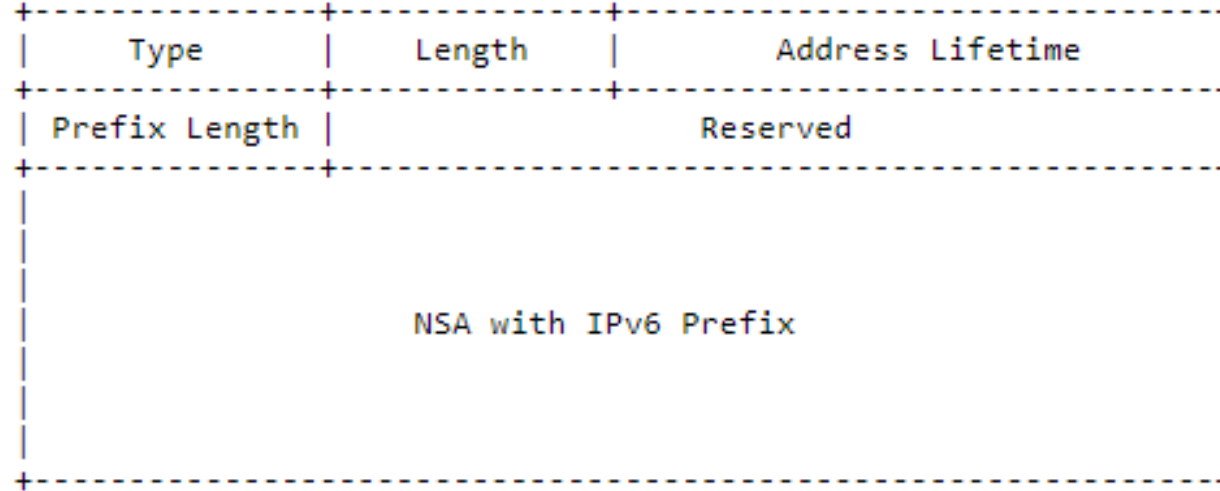 Type Length Address Lifetime
Prefix Length Reserved
NSA with IPv6 Prefix